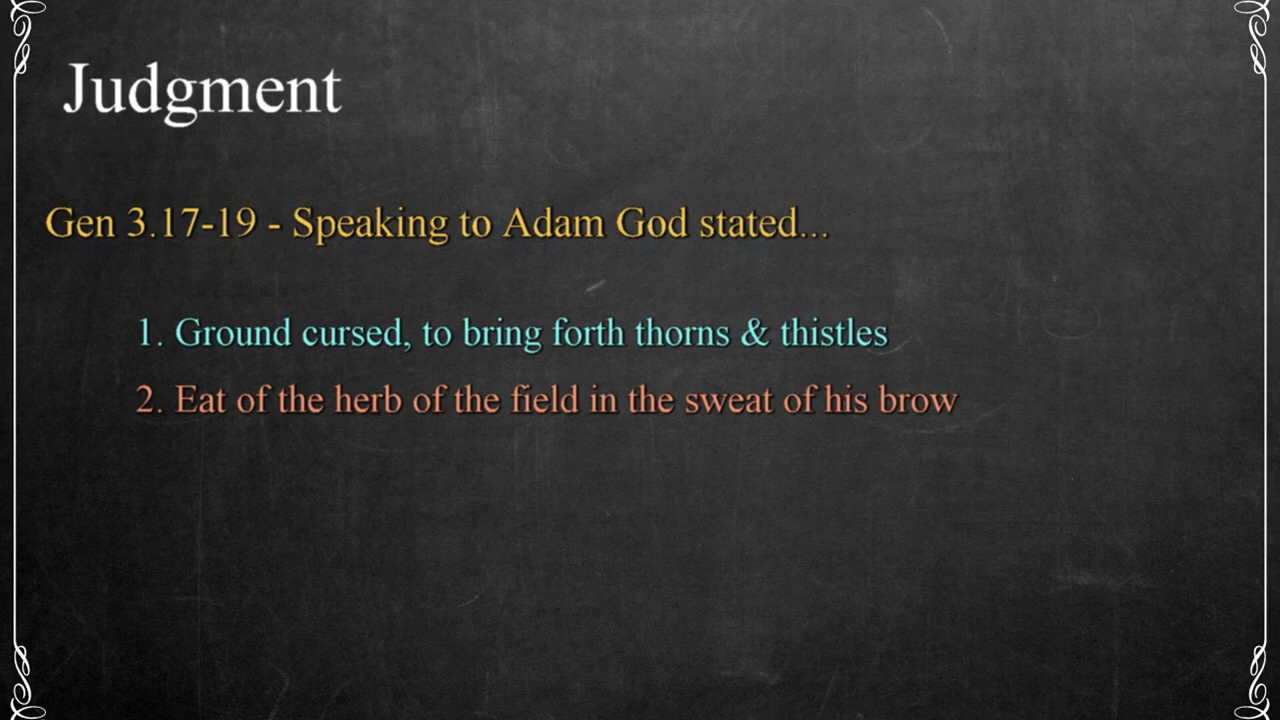 Judgment
Gen 3.17-19 - Speaking to Adam God stated...
1. Ground cursed, to bring forth thorns & thistles
2. Eat of the herb of the field in the sweat of his brow